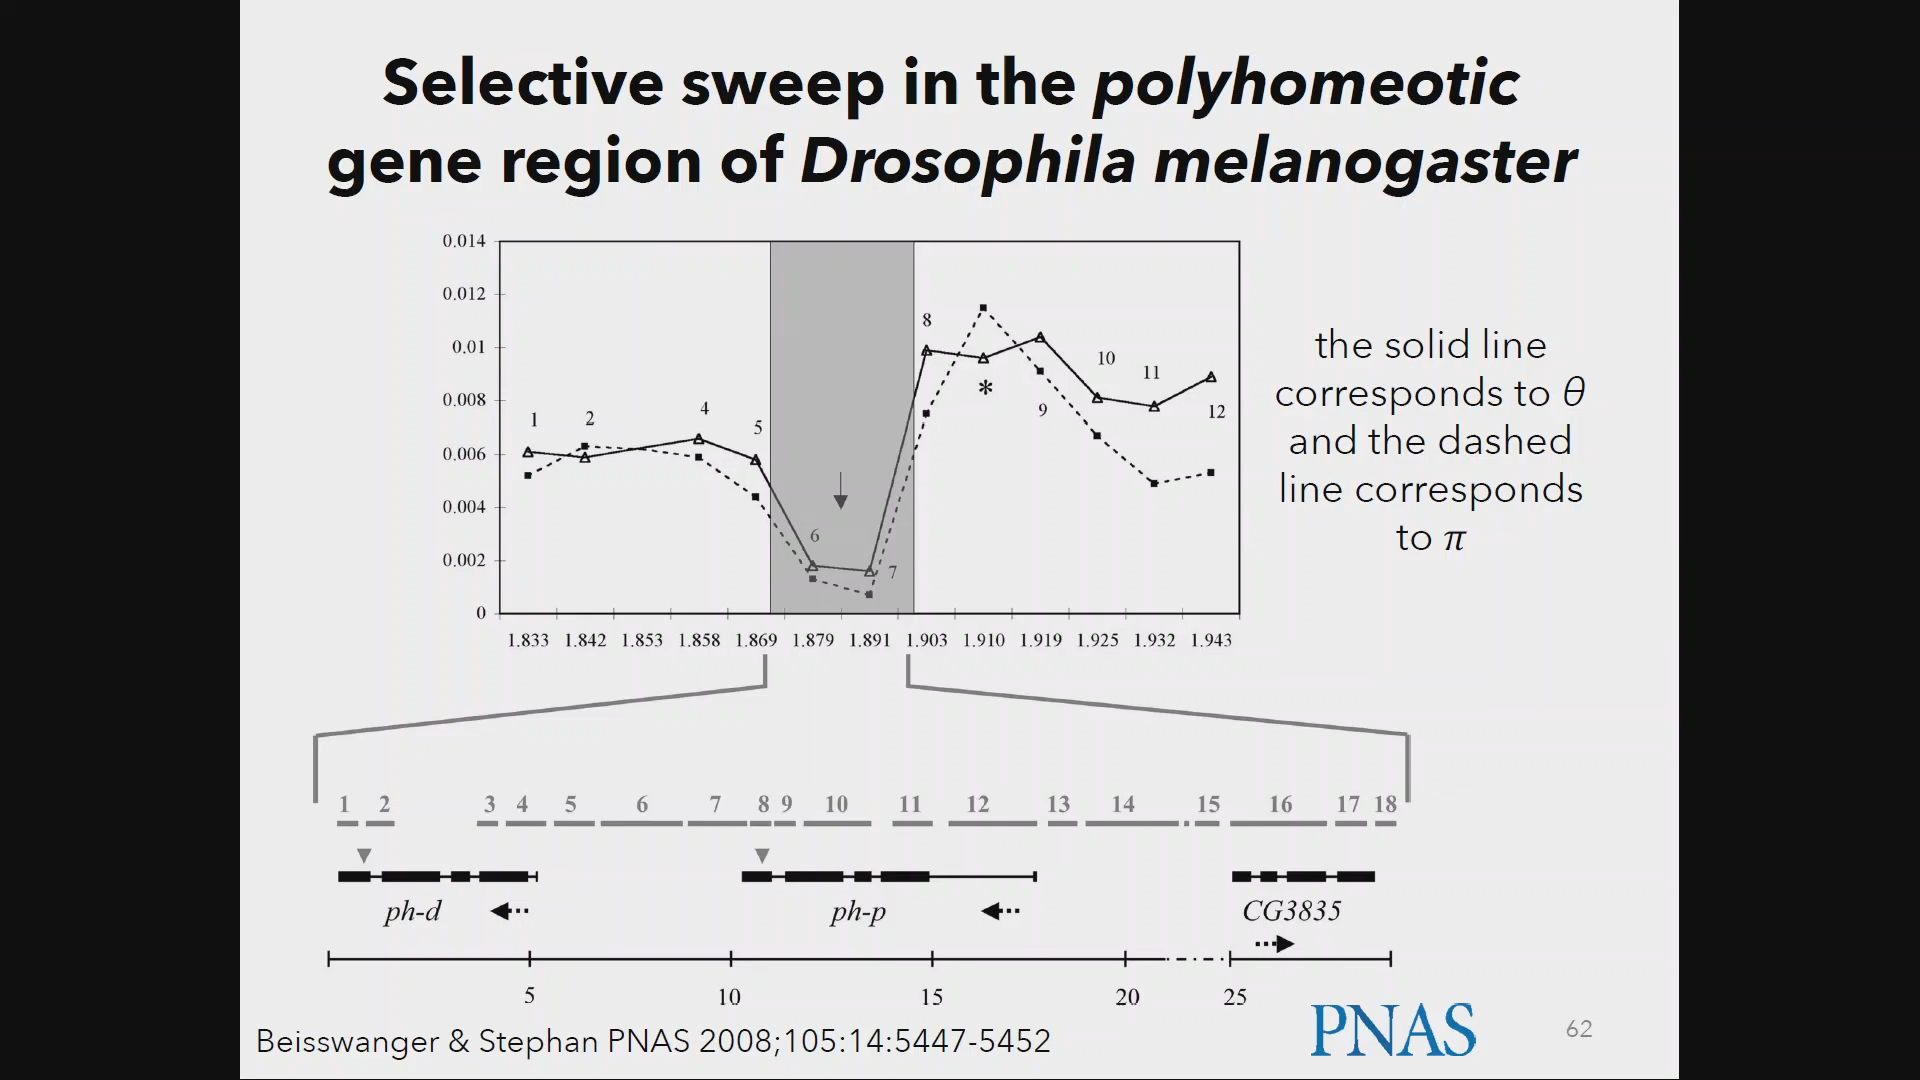 Selective sweep in the polyhomeotic
gene region of Drosophila melanogaster
0.014
0.012
0.01
0.008
0.006
0.004
0.002
0
1
2
4
5
6
7
8
*
9
10
11
12
1.833 1.842 1.853 1.858 1.869 1.879 1.891 1.903 1.910 1.919 1.925 1.932 1.943
the solid line
corresponds to θ
and the dashed
line corresponds
to π
1 2 3 4 5 6 7 8 9 10 11 12 13 14 15 16 17 18
ph-d ph-p CG3835
5 10 15 20 25
Beisswanger & Stephan PNAS 2008;105:14:5447-5452
PNAS
62